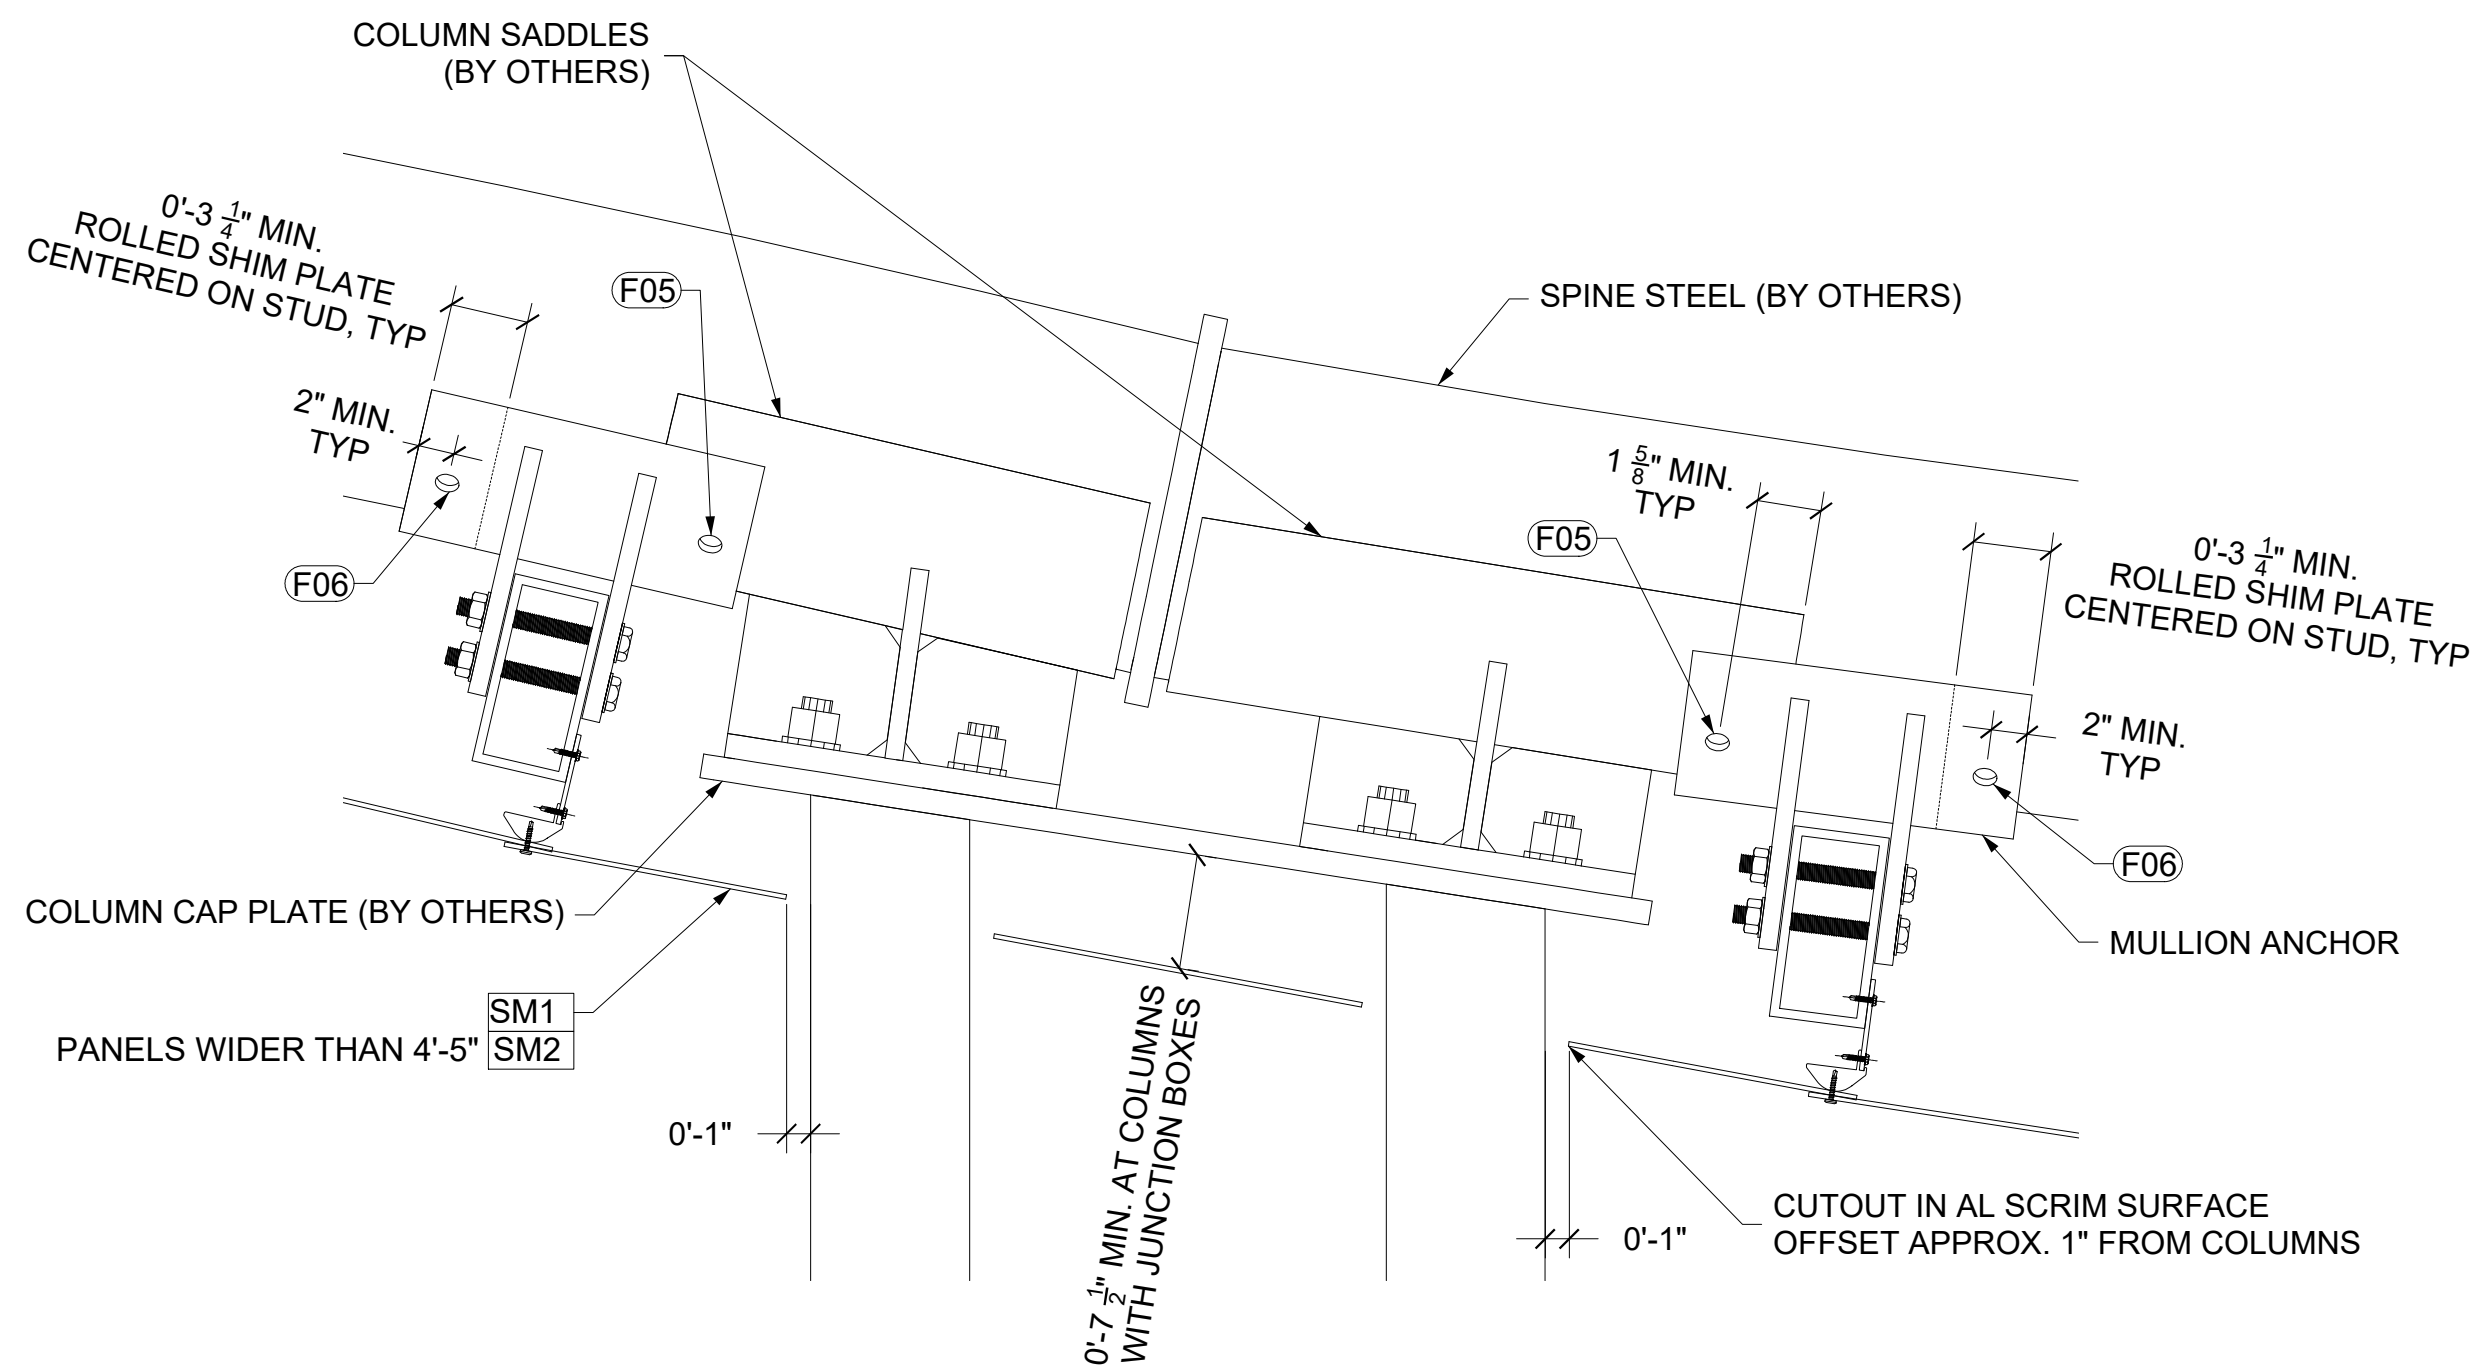 COLUMN SADDLES
(BY OTHERS)
0'-3 1/4" MIN.
ROLLED SHIM PLATE
CENTERED ON STUD, TYP
F05
SPINE STEEL (BY OTHERS)
2" MIN.
TYP
1 5/8" MIN.
TYP
F05
0'-3 1/4" MIN.
ROLLED SHIM PLATE
CENTERED ON STUD, TYP
F06
2" MIN.
TYP
F06
COLUMN CAP PLATE (BY OTHERS)
MULLION ANCHOR
SM1
PANELS WIDER THAN 4'-5" SM2
0'-1"
0'-7 1/2" MIN. AT COLUMNS
WITH JUNCTION BOXES
0'-1"
CUTOUT IN AL SCRIM SURFACE
OFFSET APPROX. 1" FROM COLUMNS